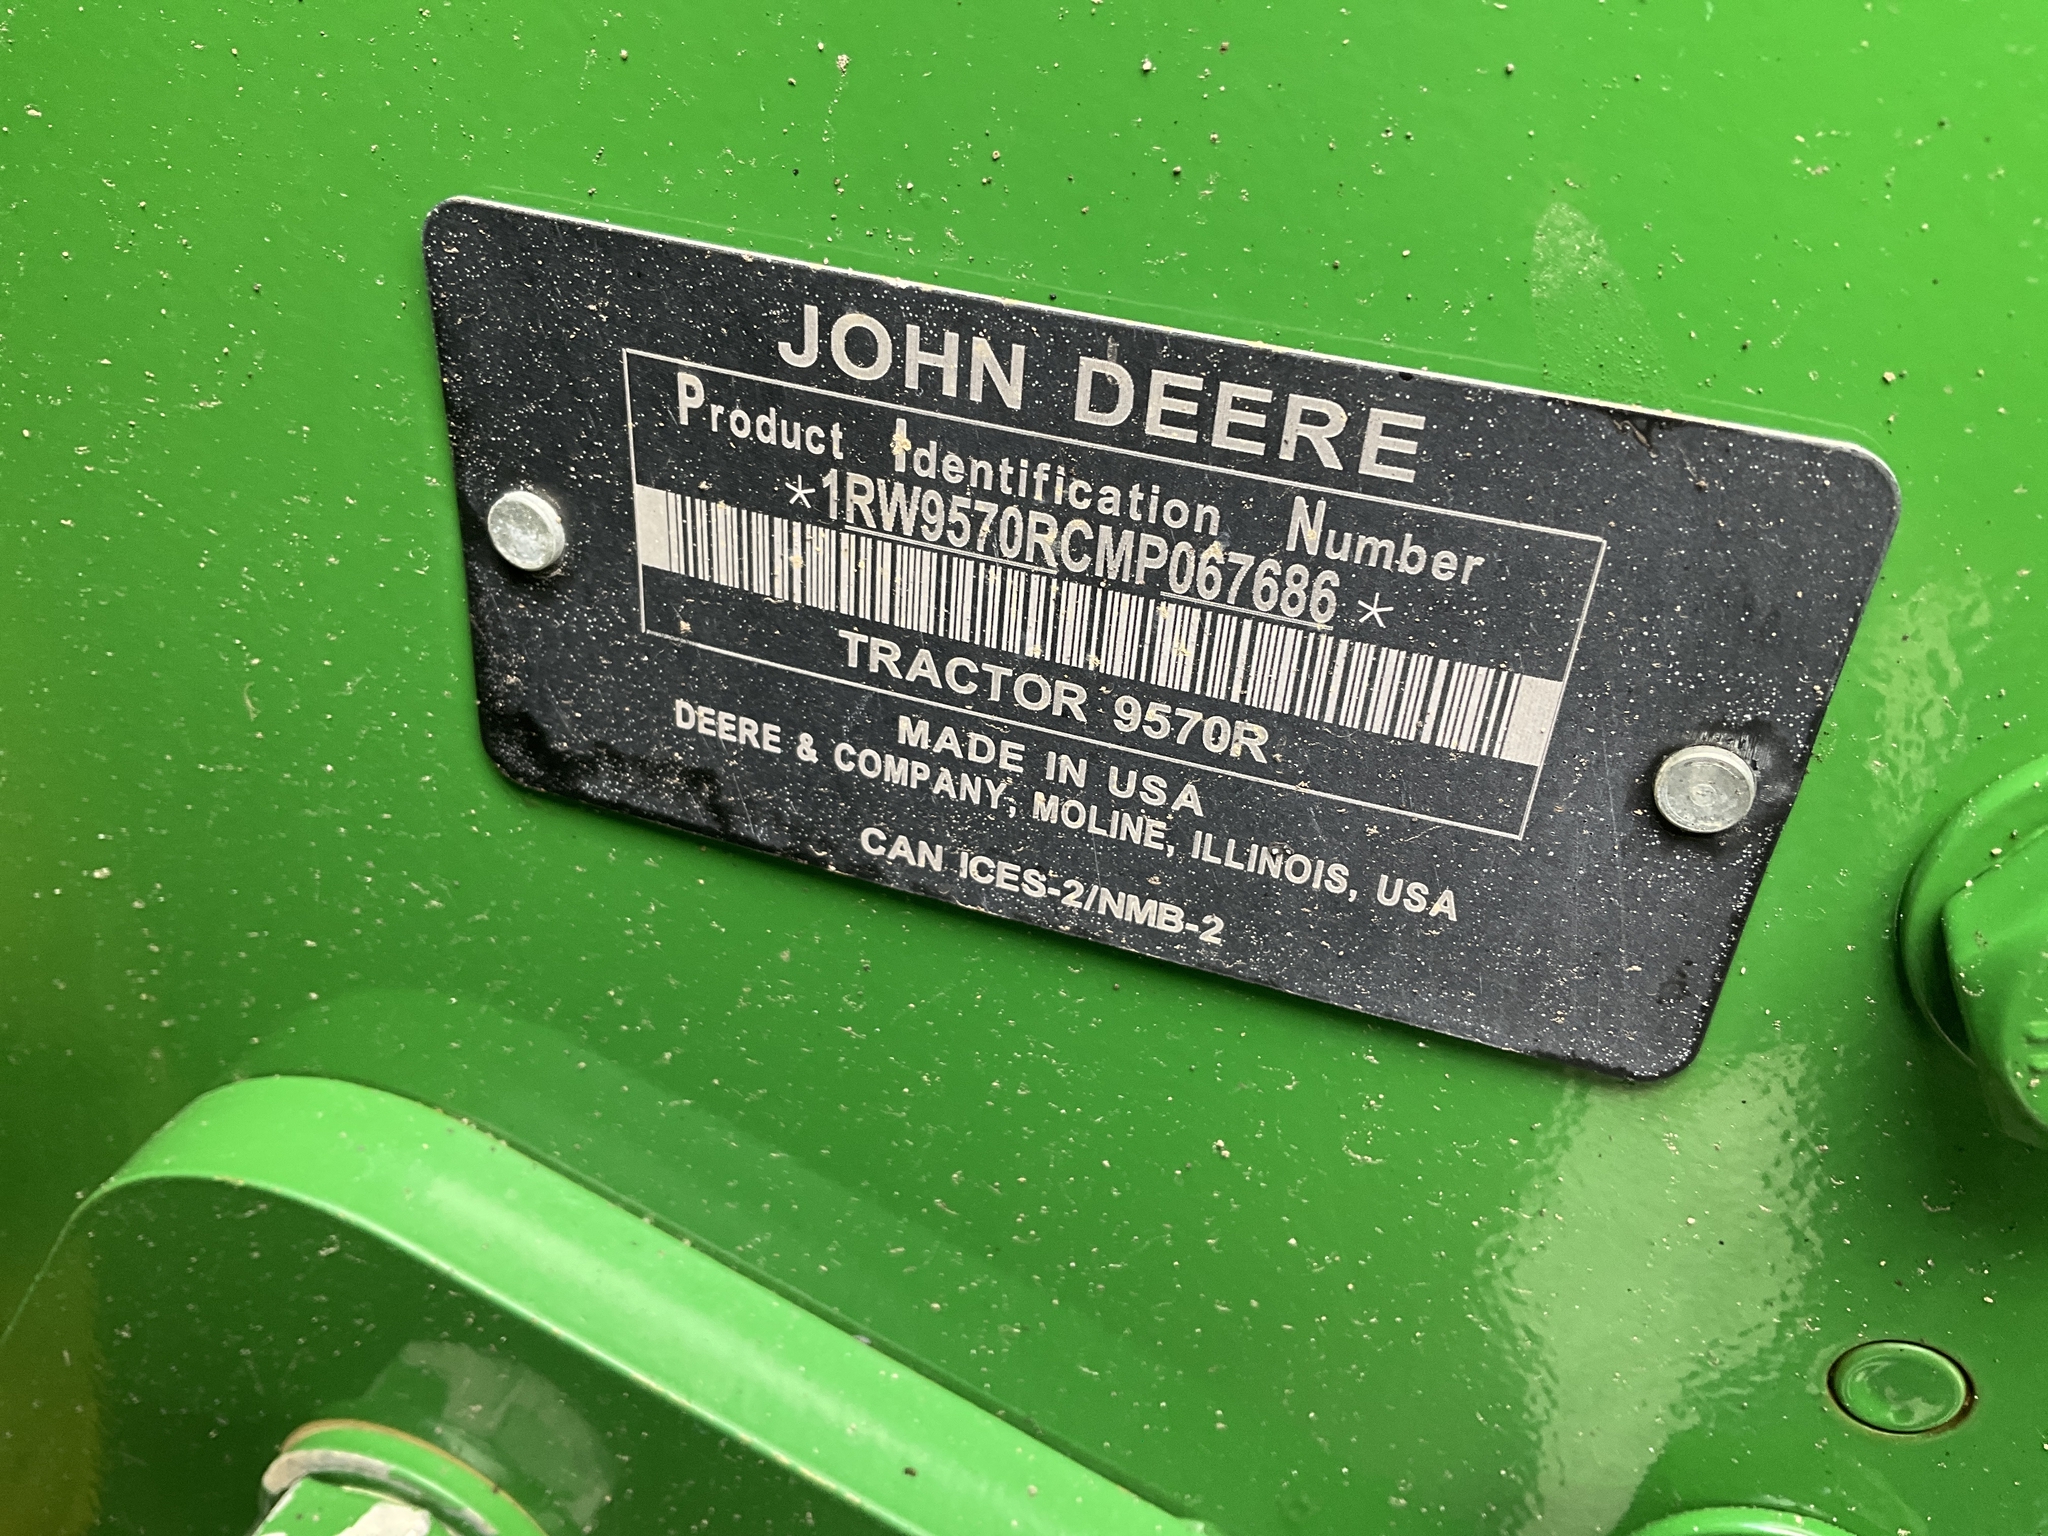 JOHN DEERE
Product Identification Number
*1RW9570RCMP067686*
TRACTOR 9570R
MADE IN USA
DEERE & COMPANY, MOLINE, ILLINOIS, USA
CAN ICES-2/NMB-2